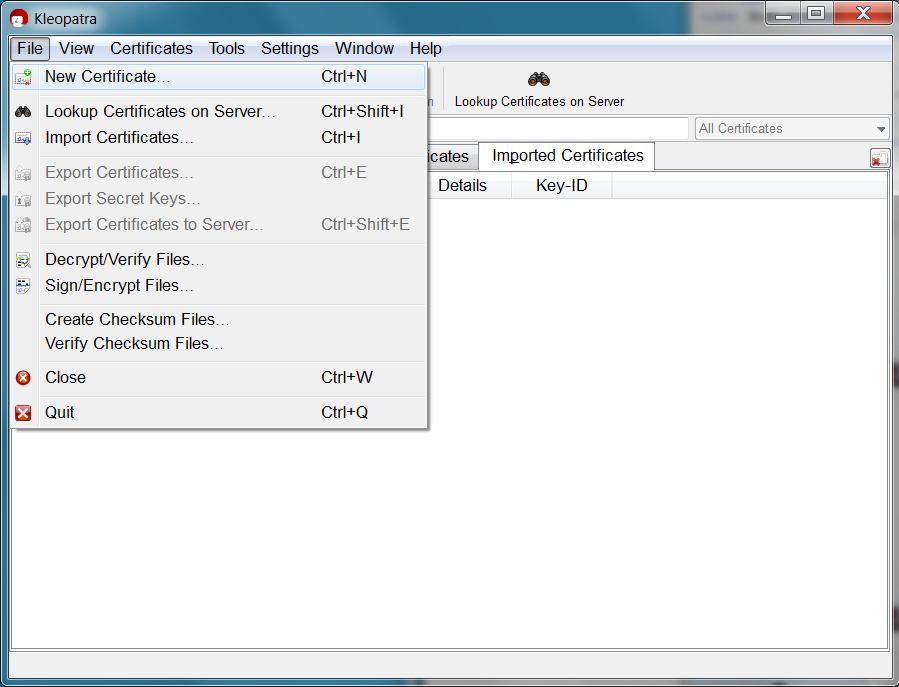 Kleopatra
File View Certificates Tools Settings Window Help
New Certificate... Ctrl+N
Lookup Certificates on Server... Ctrl+Shift+I
Import Certificates... Ctrl+I
Export Certificates... Ctrl+E
Export Secret Keys...
Export Certificates to Server... Ctrl+Shift+E
Decrypt/Verify Files...
Sign/Encrypt Files...
Create Checksum Files...
Verify Checksum Files...
Close Ctrl+W
Quit Ctrl+Q
Lookup Certificates on Server
All Certificates
icates Imported Certificates
Details Key-ID